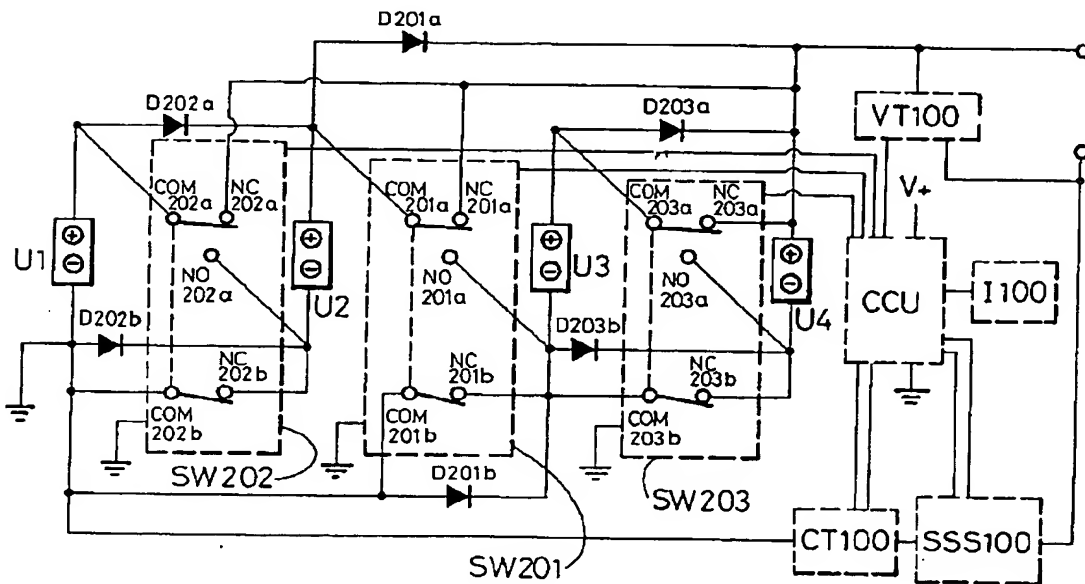 D201a
D202a
D203a
VT100
COM
202a
NC
202a
COM
201a
NC
201a
COM
203a
NC
203a
V+
⊕
⊖
U1
⊕
⊖
U2
⊕
⊖
U3
⊕
⊖
U4
NO
202a
NO
201a
NO
203a
CCU
I100
D202b
D203b
NC
202b
NC
201b
NC
203b
COM
202b
COM
201b
COM
203b
SW202
D201b
SW203
SW201
CT100
SSS100